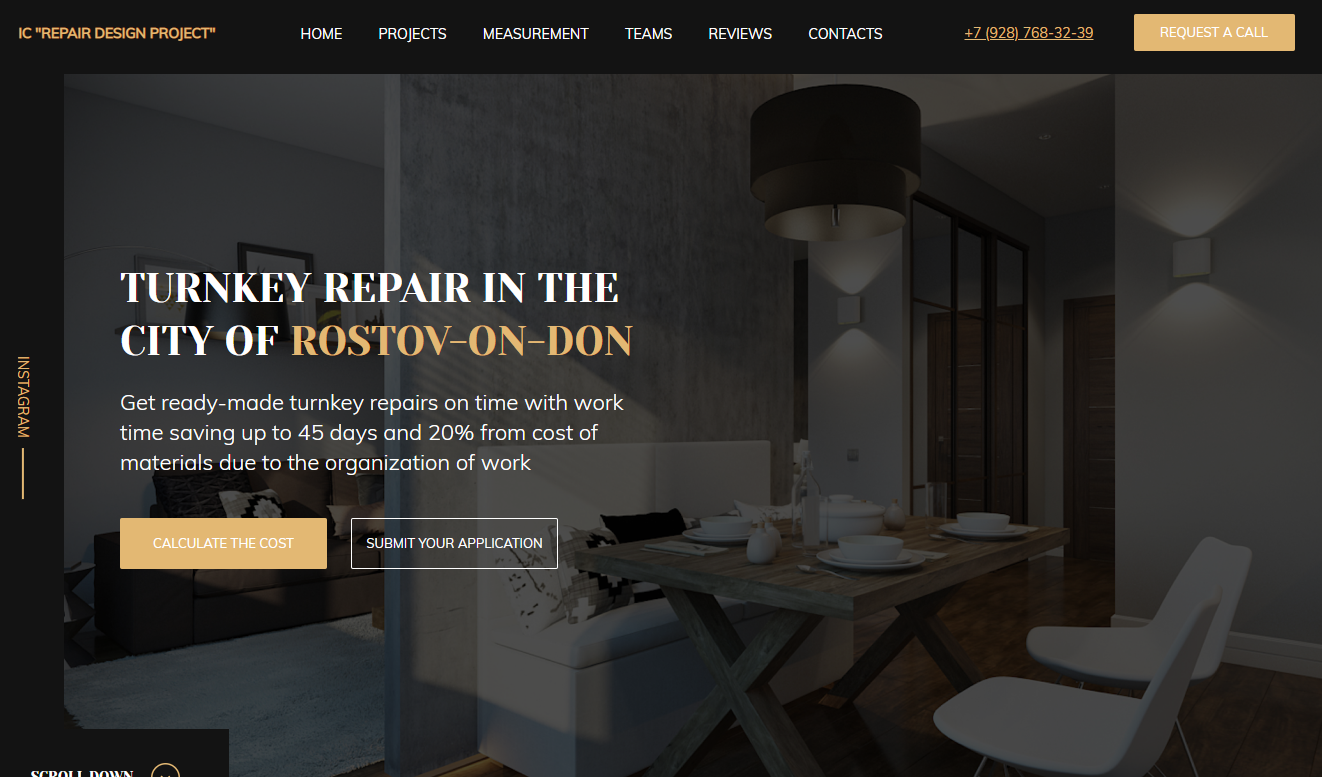 IC "REPAIR DESIGN PROJECT"
HOME PROJECTS MEASUREMENT TEAMS REVIEWS CONTACTS
+7 (928) 768-32-39
REQUEST A CALL
TURNKEY REPAIR IN THE
CITY OF ROSTOV-ON-DON
Get ready-made turnkey repairs on time with work
time saving up to 45 days and 20% from cost of
materials due to the organization of work
CALCULATE THE COST
SUBMIT YOUR APPLICATION
INSTAGRAM
SCROLL DOWN